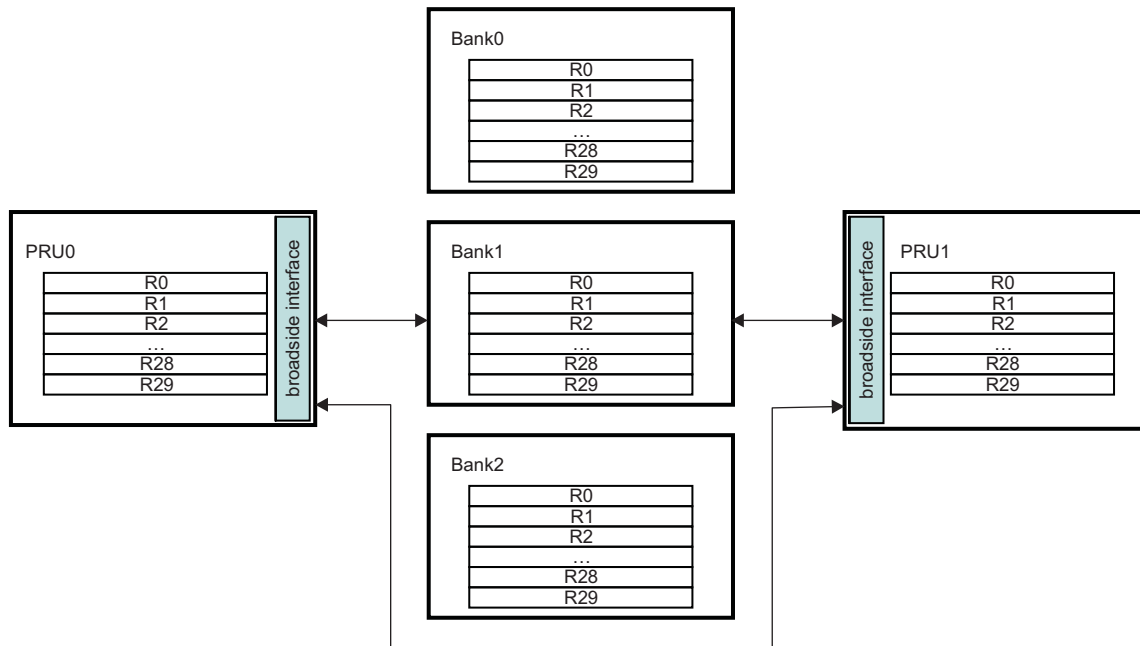 Bank0
R0
R1
R2
…
R28
R29
PRU0
R0
R1
R2
…
R28
R29
broadside interface
Bank1
R0
R1
R2
…
R28
R29
broadside interface
PRU1
R0
R1
R2
…
R28
R29
Bank2
R0
R1
R2
…
R28
R29